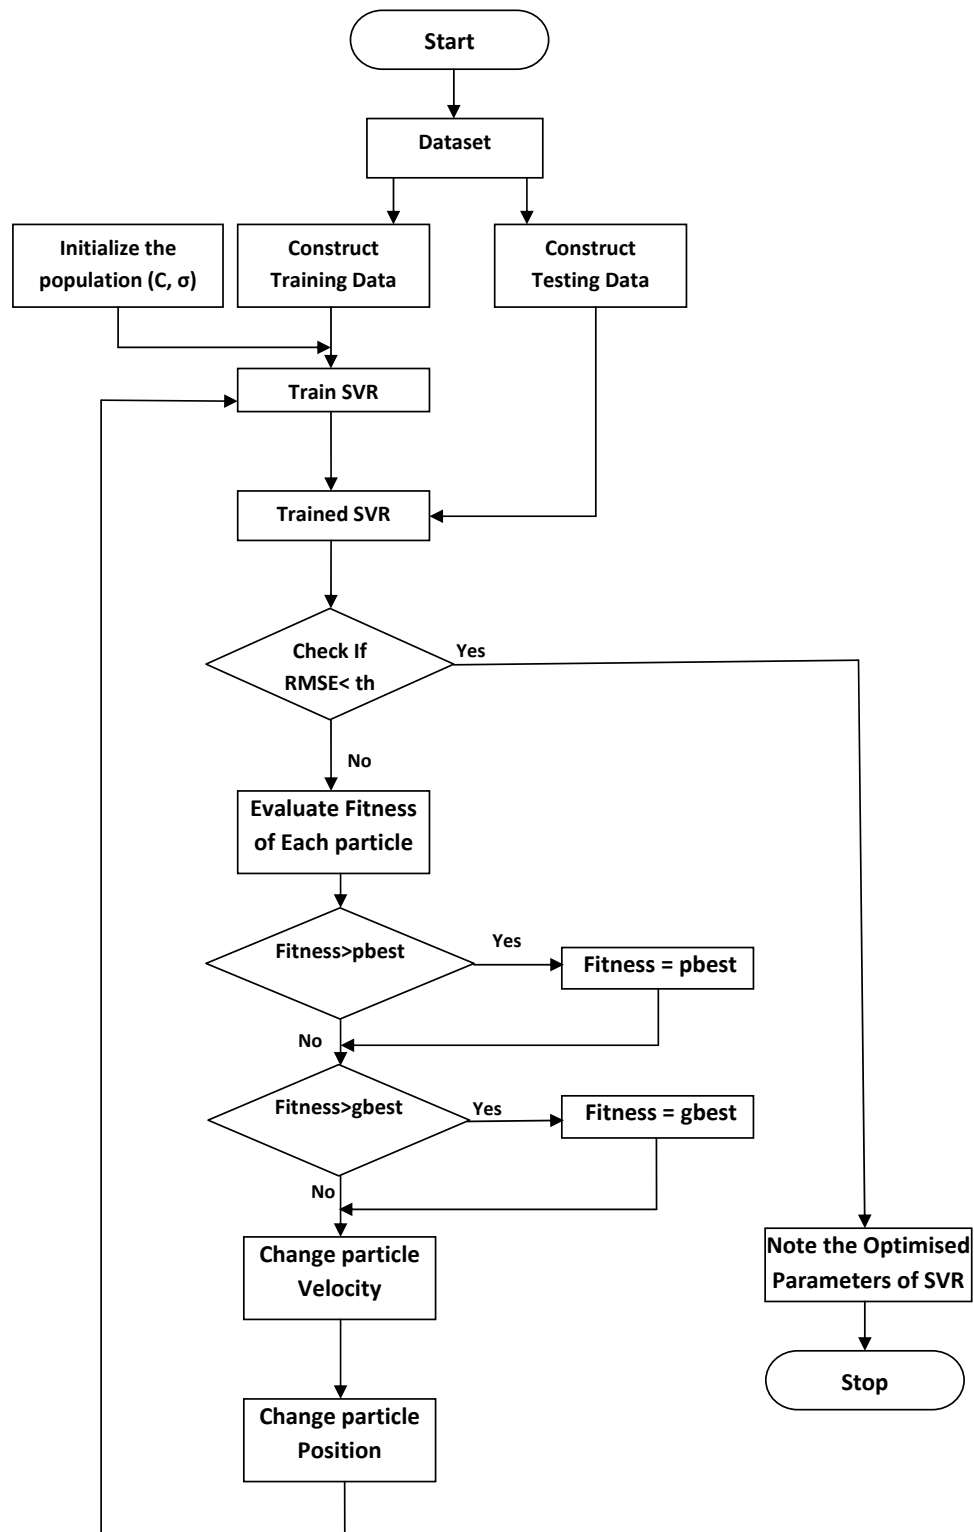 Start
Dataset
Initialize the
population (C, σ)
Construct
Training Data
Construct
Testing Data
Train SVR
Trained SVR
Check If
RMSE< th
Yes
No
Evaluate Fitness
of Each particle
Fitness>pbest
Yes
Fitness = pbest
No
Fitness>gbest
Yes
Fitness = gbest
No
Change particle
Velocity
Note the Optimised
Parameters of SVR
Stop
Change particle
Position